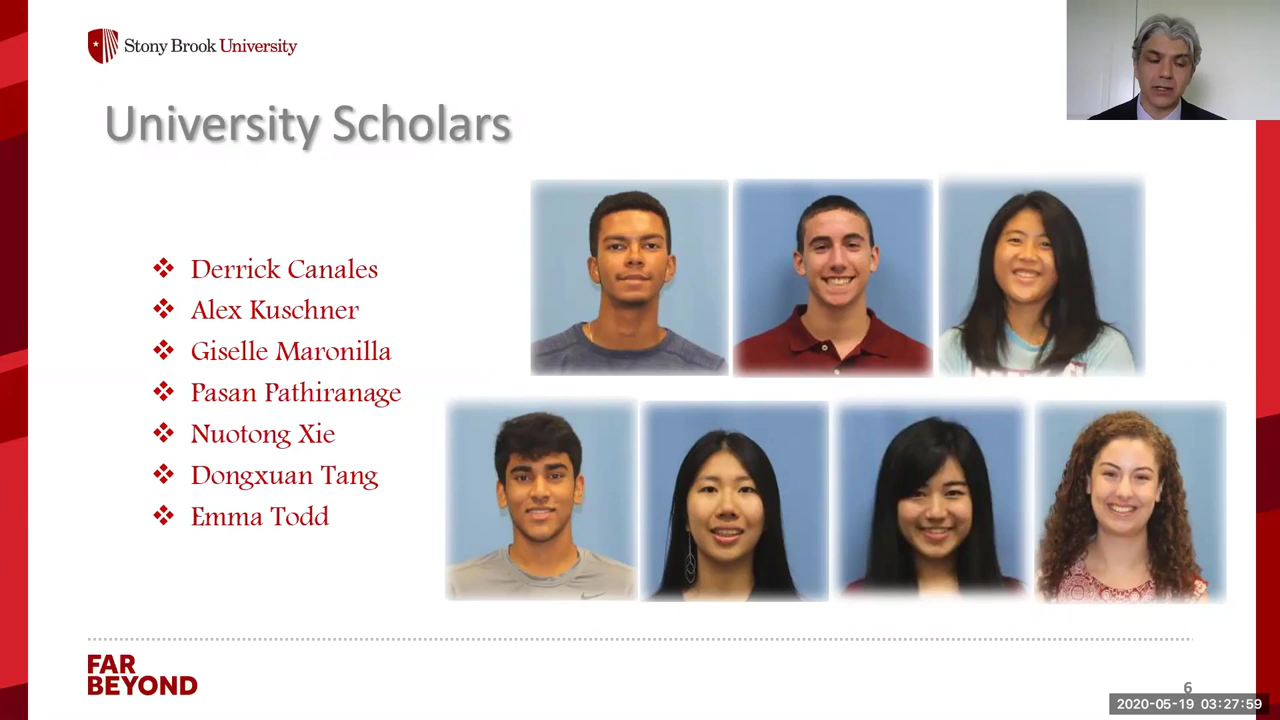 Stony Brook University
University Scholars
Derrick Canales
Alex Kuschner
Giselle Maronilla
Pasan Pathiranage
Nuotong Xie
Dongxuan Tang
Emma Todd
FAR
BEYOND
6
2020-05-19 03:27:59